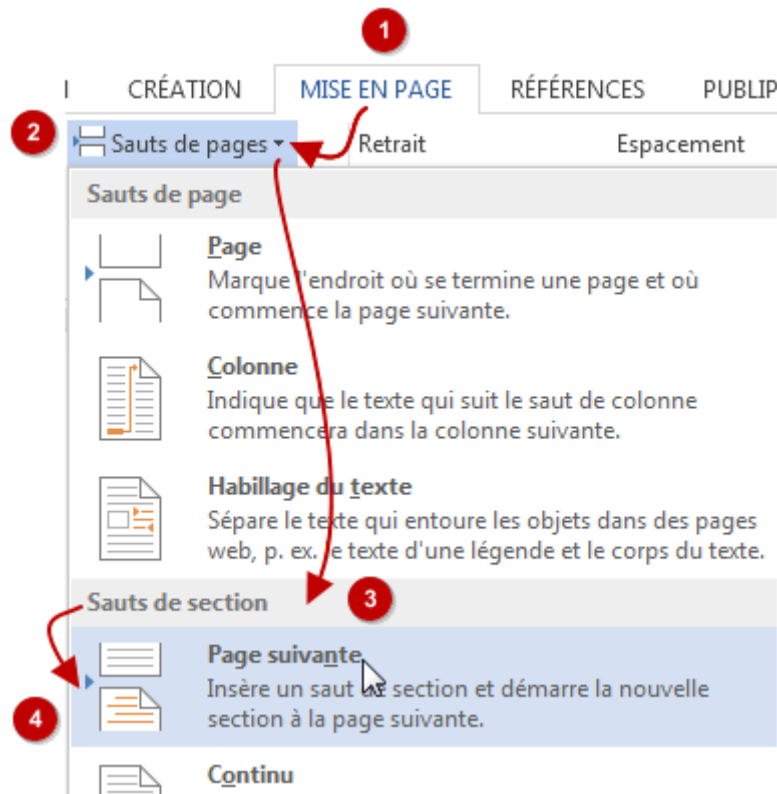 1
CRÉATION MISE EN PAGE RÉFÉRENCES PUBLIP
2 Sauts de pages Retrait Espacement
Sauts de page
Page
Marque l'endroit où se termine une page et où
commence la page suivante.
Colonne
Indique que le texte qui suit le saut de colonne
commencera dans la colonne suivante.
Habillage du texte
Sépare le texte qui entoure les objets dans des pages
web, p. ex. le texte d'une légende et le corps du texte.
Sauts de section 3
Page suivante
Insère un saut de section et démarre la nouvelle
4 section à la page suivante.
Continu